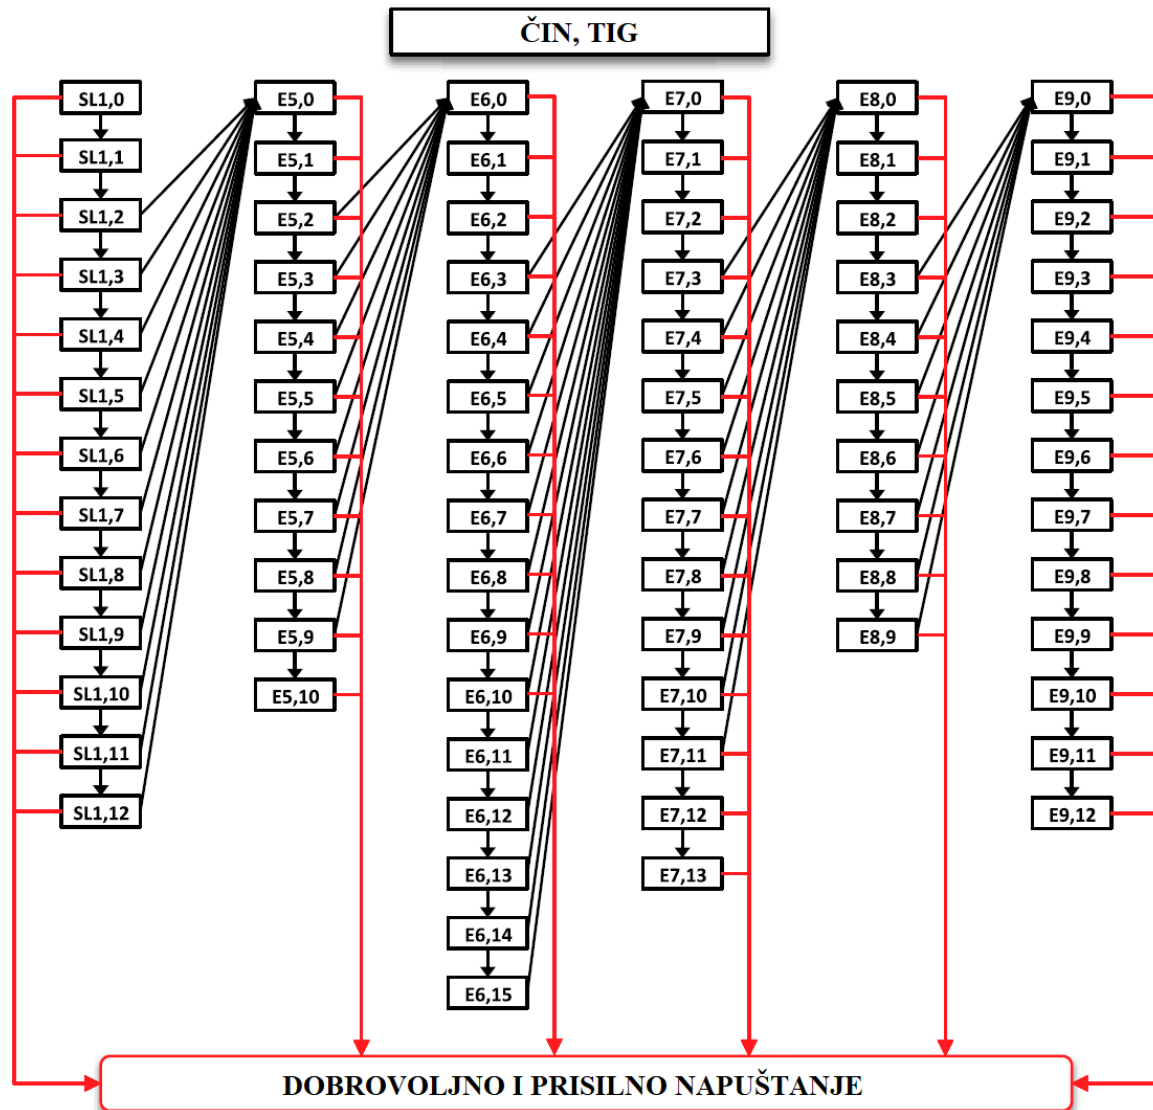 ČIN, TIG
SL1,0
SL1,1
SL1,2
SL1,3
SL1,4
SL1,5
SL1,6
SL1,7
SL1,8
SL1,9
SL1,10
SL1,11
SL1,12
E5,0
E5,1
E5,2
E5,3
E5,4
E5,5
E5,6
E5,7
E5,8
E5,9
E5,10
E6,0
E6,1
E6,2
E6,3
E6,4
E6,5
E6,6
E6,7
E6,8
E6,9
E6,10
E6,11
E6,12
E6,13
E6,14
E6,15
E7,0
E7,1
E7,2
E7,3
E7,4
E7,5
E7,6
E7,7
E7,8
E7,9
E7,10
E7,11
E7,12
E7,13
E8,0
E8,1
E8,2
E8,3
E8,4
E8,5
E8,6
E8,7
E8,8
E8,9
E9,0
E9,1
E9,2
E9,3
E9,4
E9,5
E9,6
E9,7
E9,8
E9,9
E9,10
E9,11
E9,12
DOBROVOLJNO I PRISILNO NAPUŠTANJE